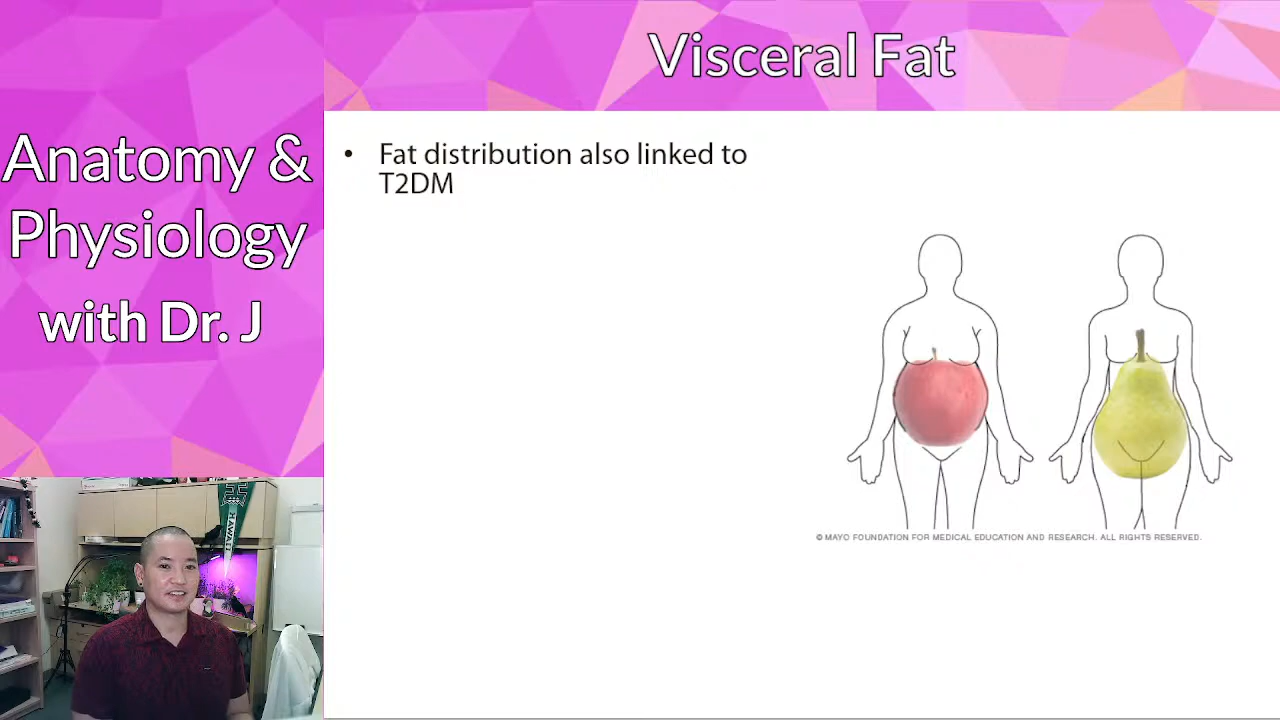 Visceral Fat
Anatomy &
Physiology
with Dr. J
• Fat distribution also linked to
T2DM
© MAYO FOUNDATION FOR MEDICAL EDUCATION AND RESEARCH. ALL RIGHTS RESERVED.
HAWAI'I